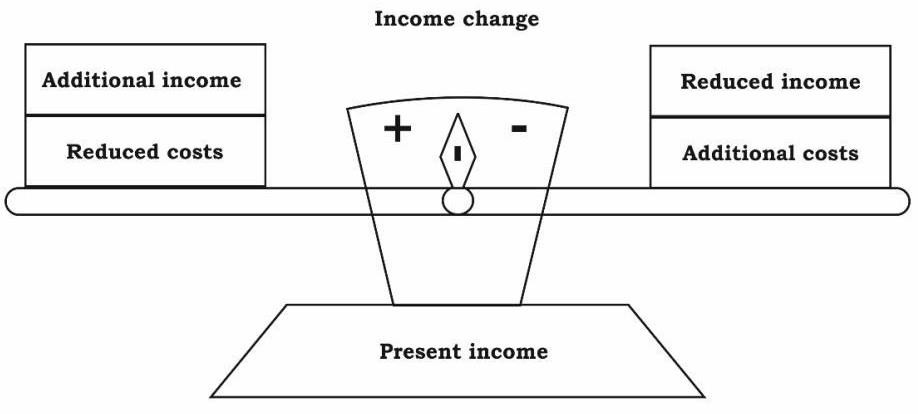 Income change
Additional income
Reduced costs
+
-
Reduced income
Additional costs
Present income